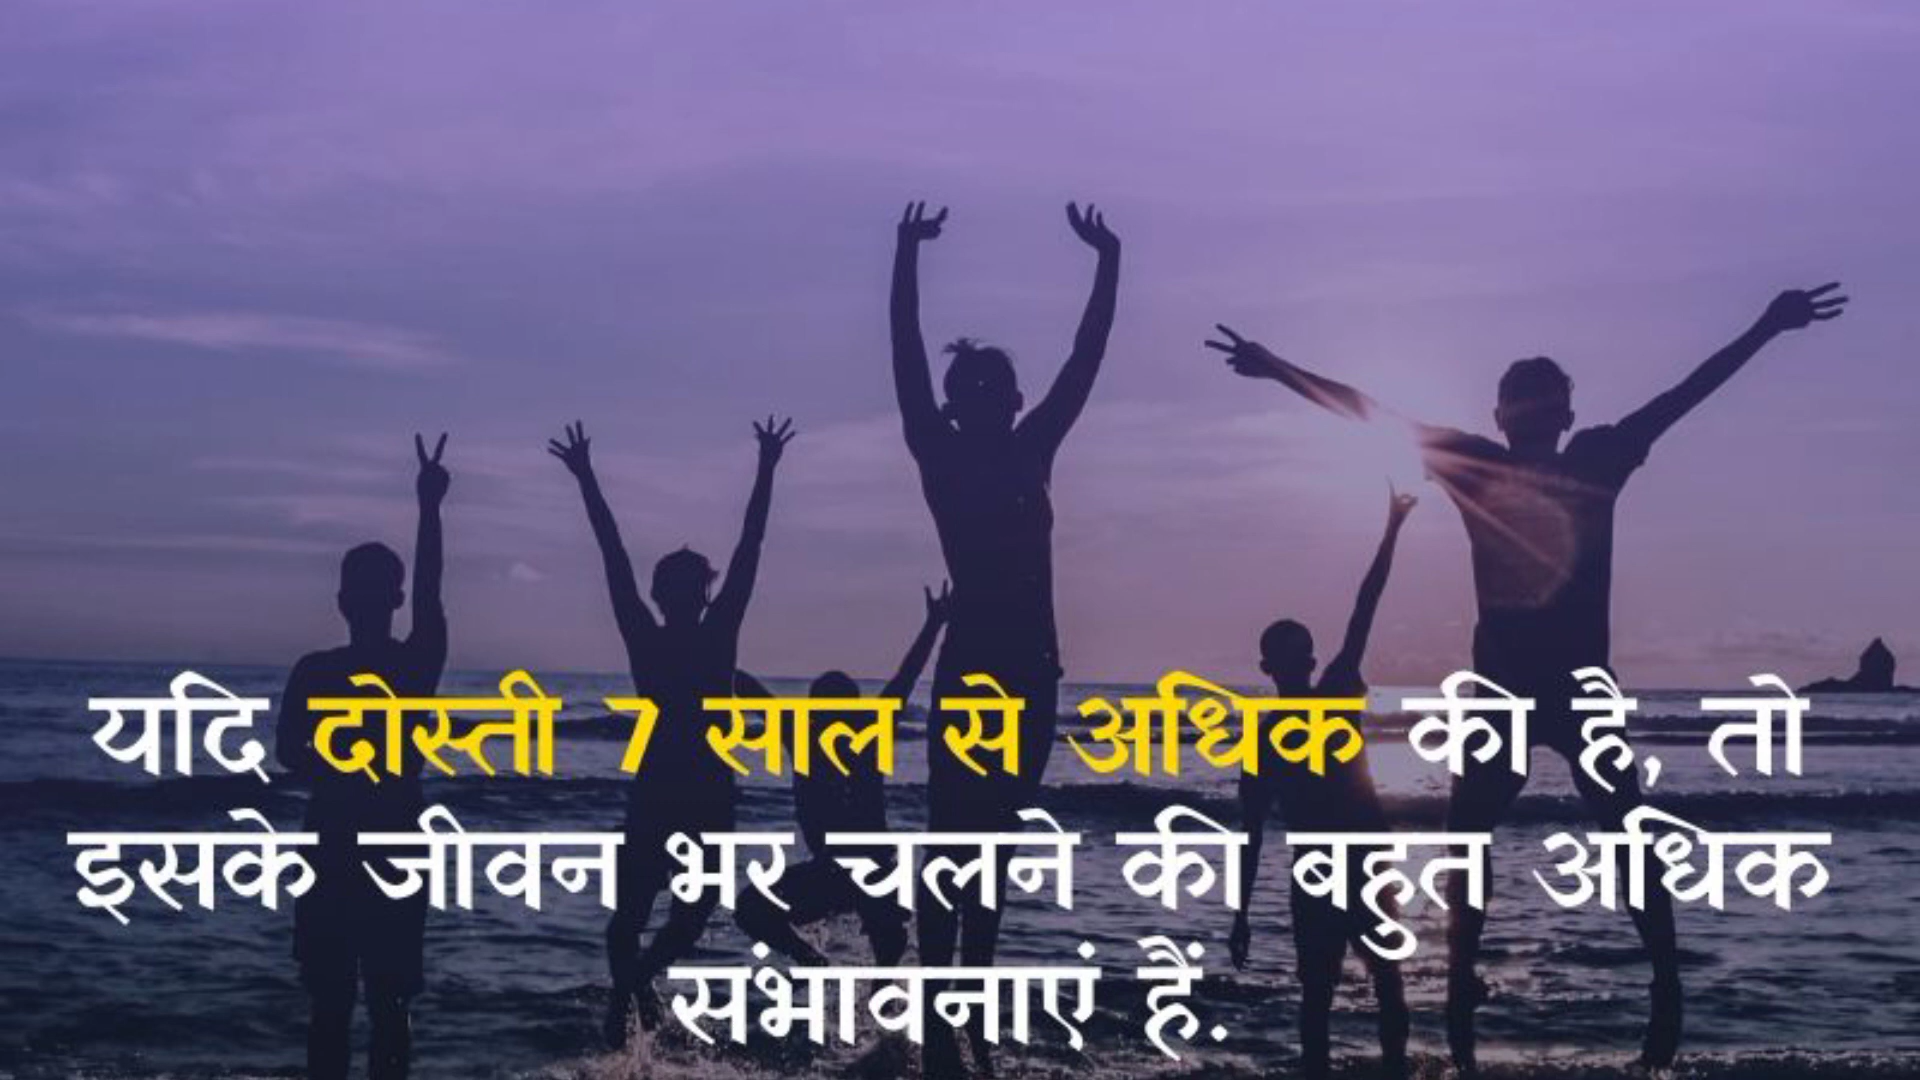 यदि दोस्ती 7 साल से अधिक की है, तो
इसके जीवन भर चलने की बहुत अधिक
संभावनाएं हैं.